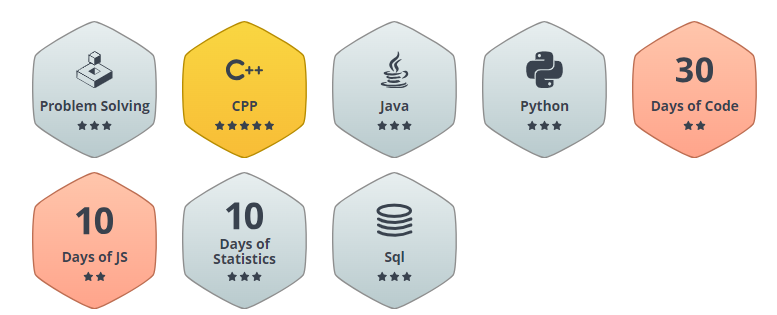 C++
30
Problem Solving
CPP
Java
Python
Days of Code
10
Days of JS
10
Days of
Statistics
Sql